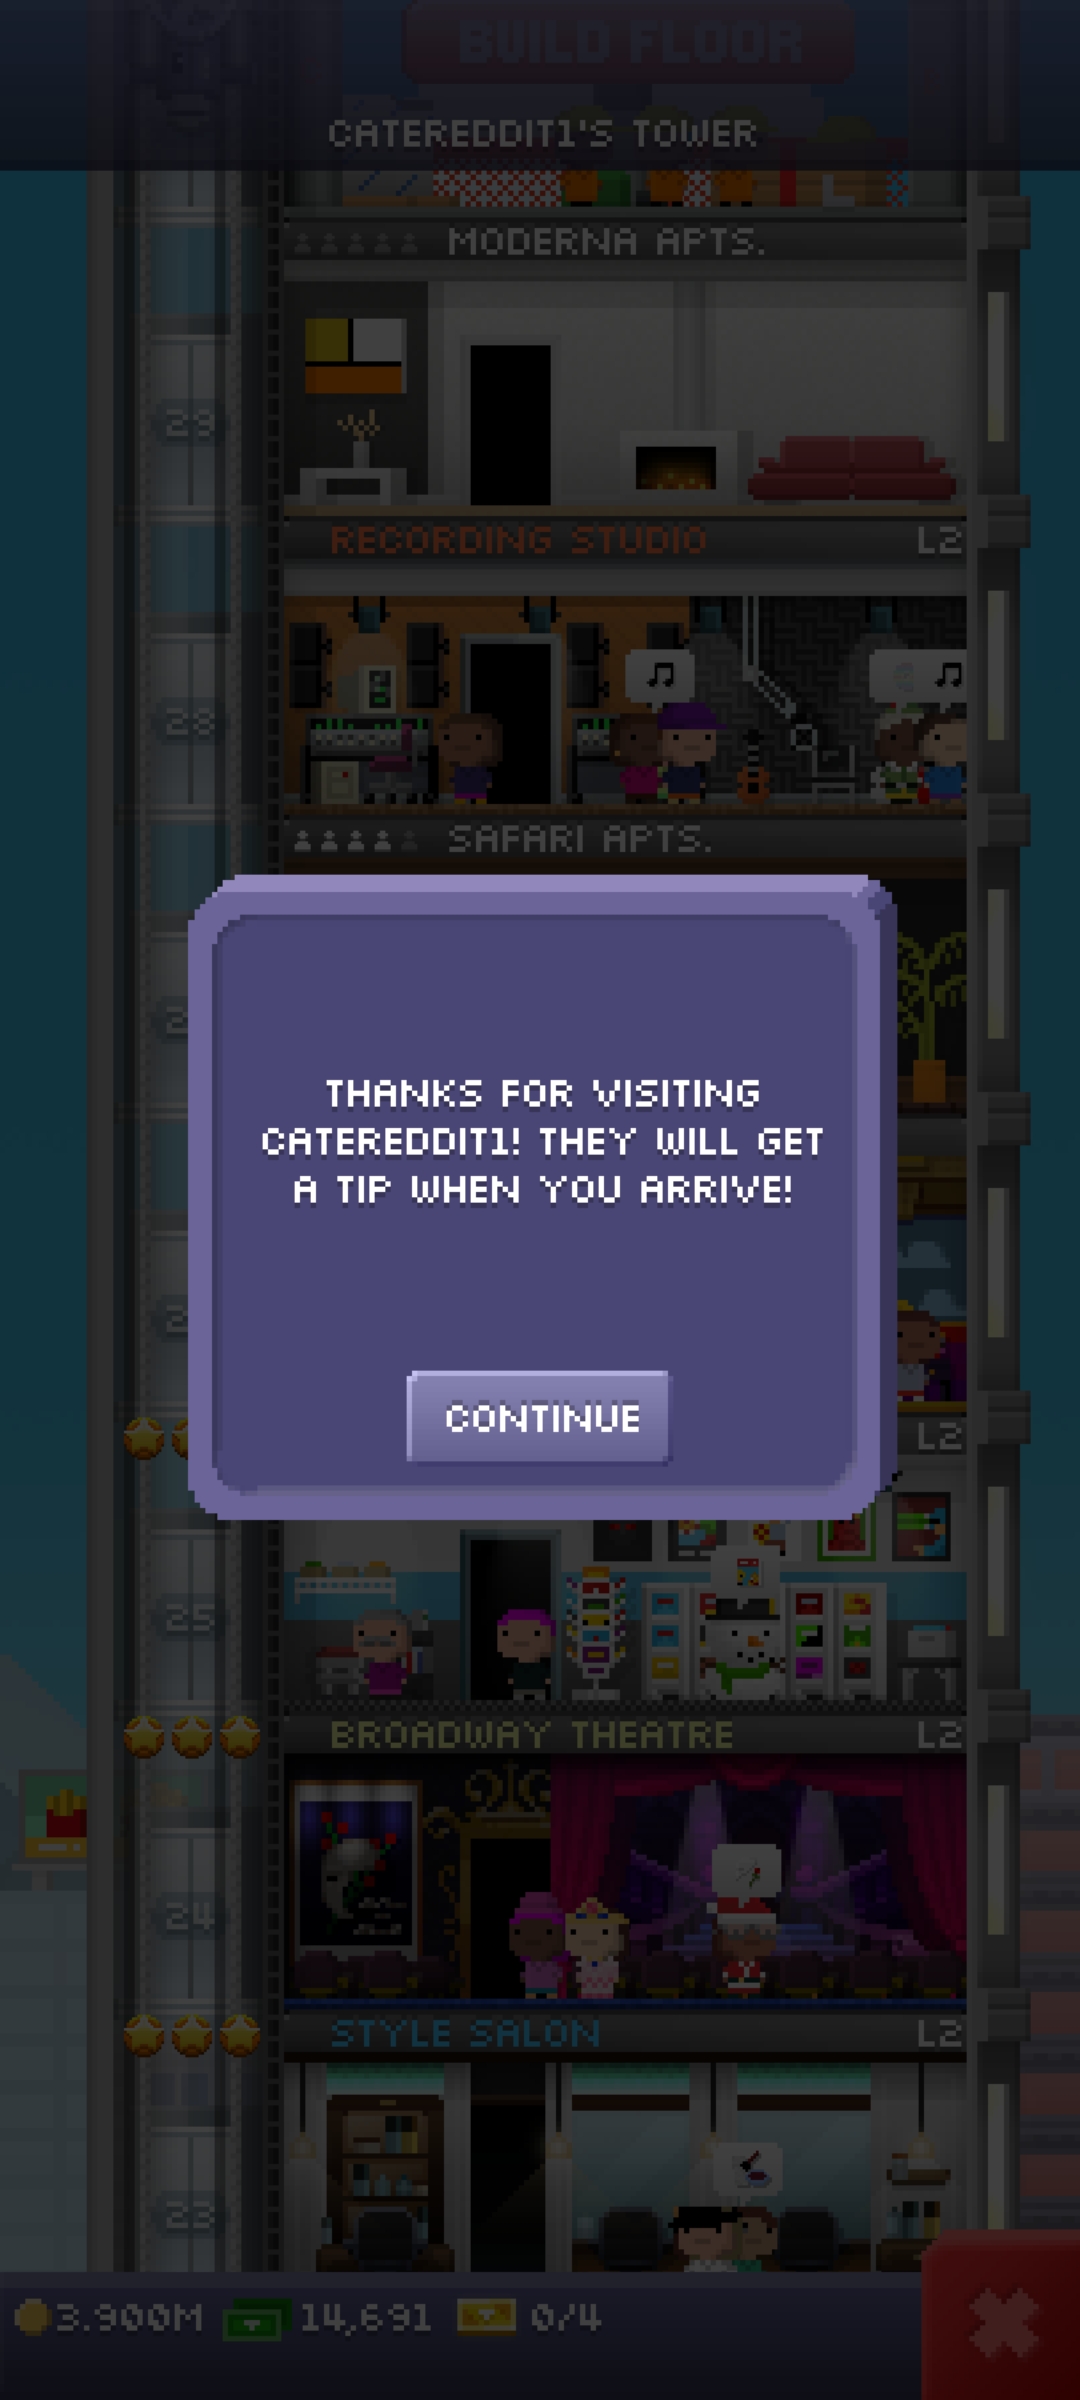 BUILD FLOOR
CATEREDDIT1'S TOWER
MODERNA APTS.
29
RECORDING STUDIO L2
28
SAFARI APTS.
THANKS FOR VISITING
CATEREDDIT1! THEY WILL GET
A TIP WHEN YOU ARRIVE!
CONTINUE
L2
25
BROADWAY THEATRE L2
24
STYLE SALON L2
23
3.900M 14,691 0/4